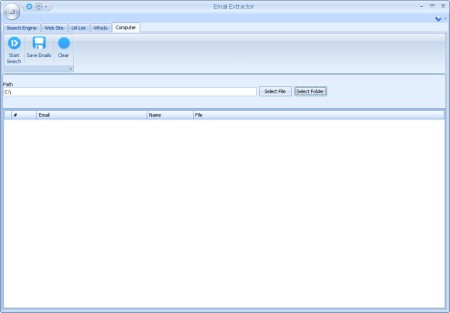 Email Extractor
Search Engine Web Site Url List WhoIs Computer
Start Search Save Emails Clear
Path
C:\
Select File Select Folder
# Email Name File